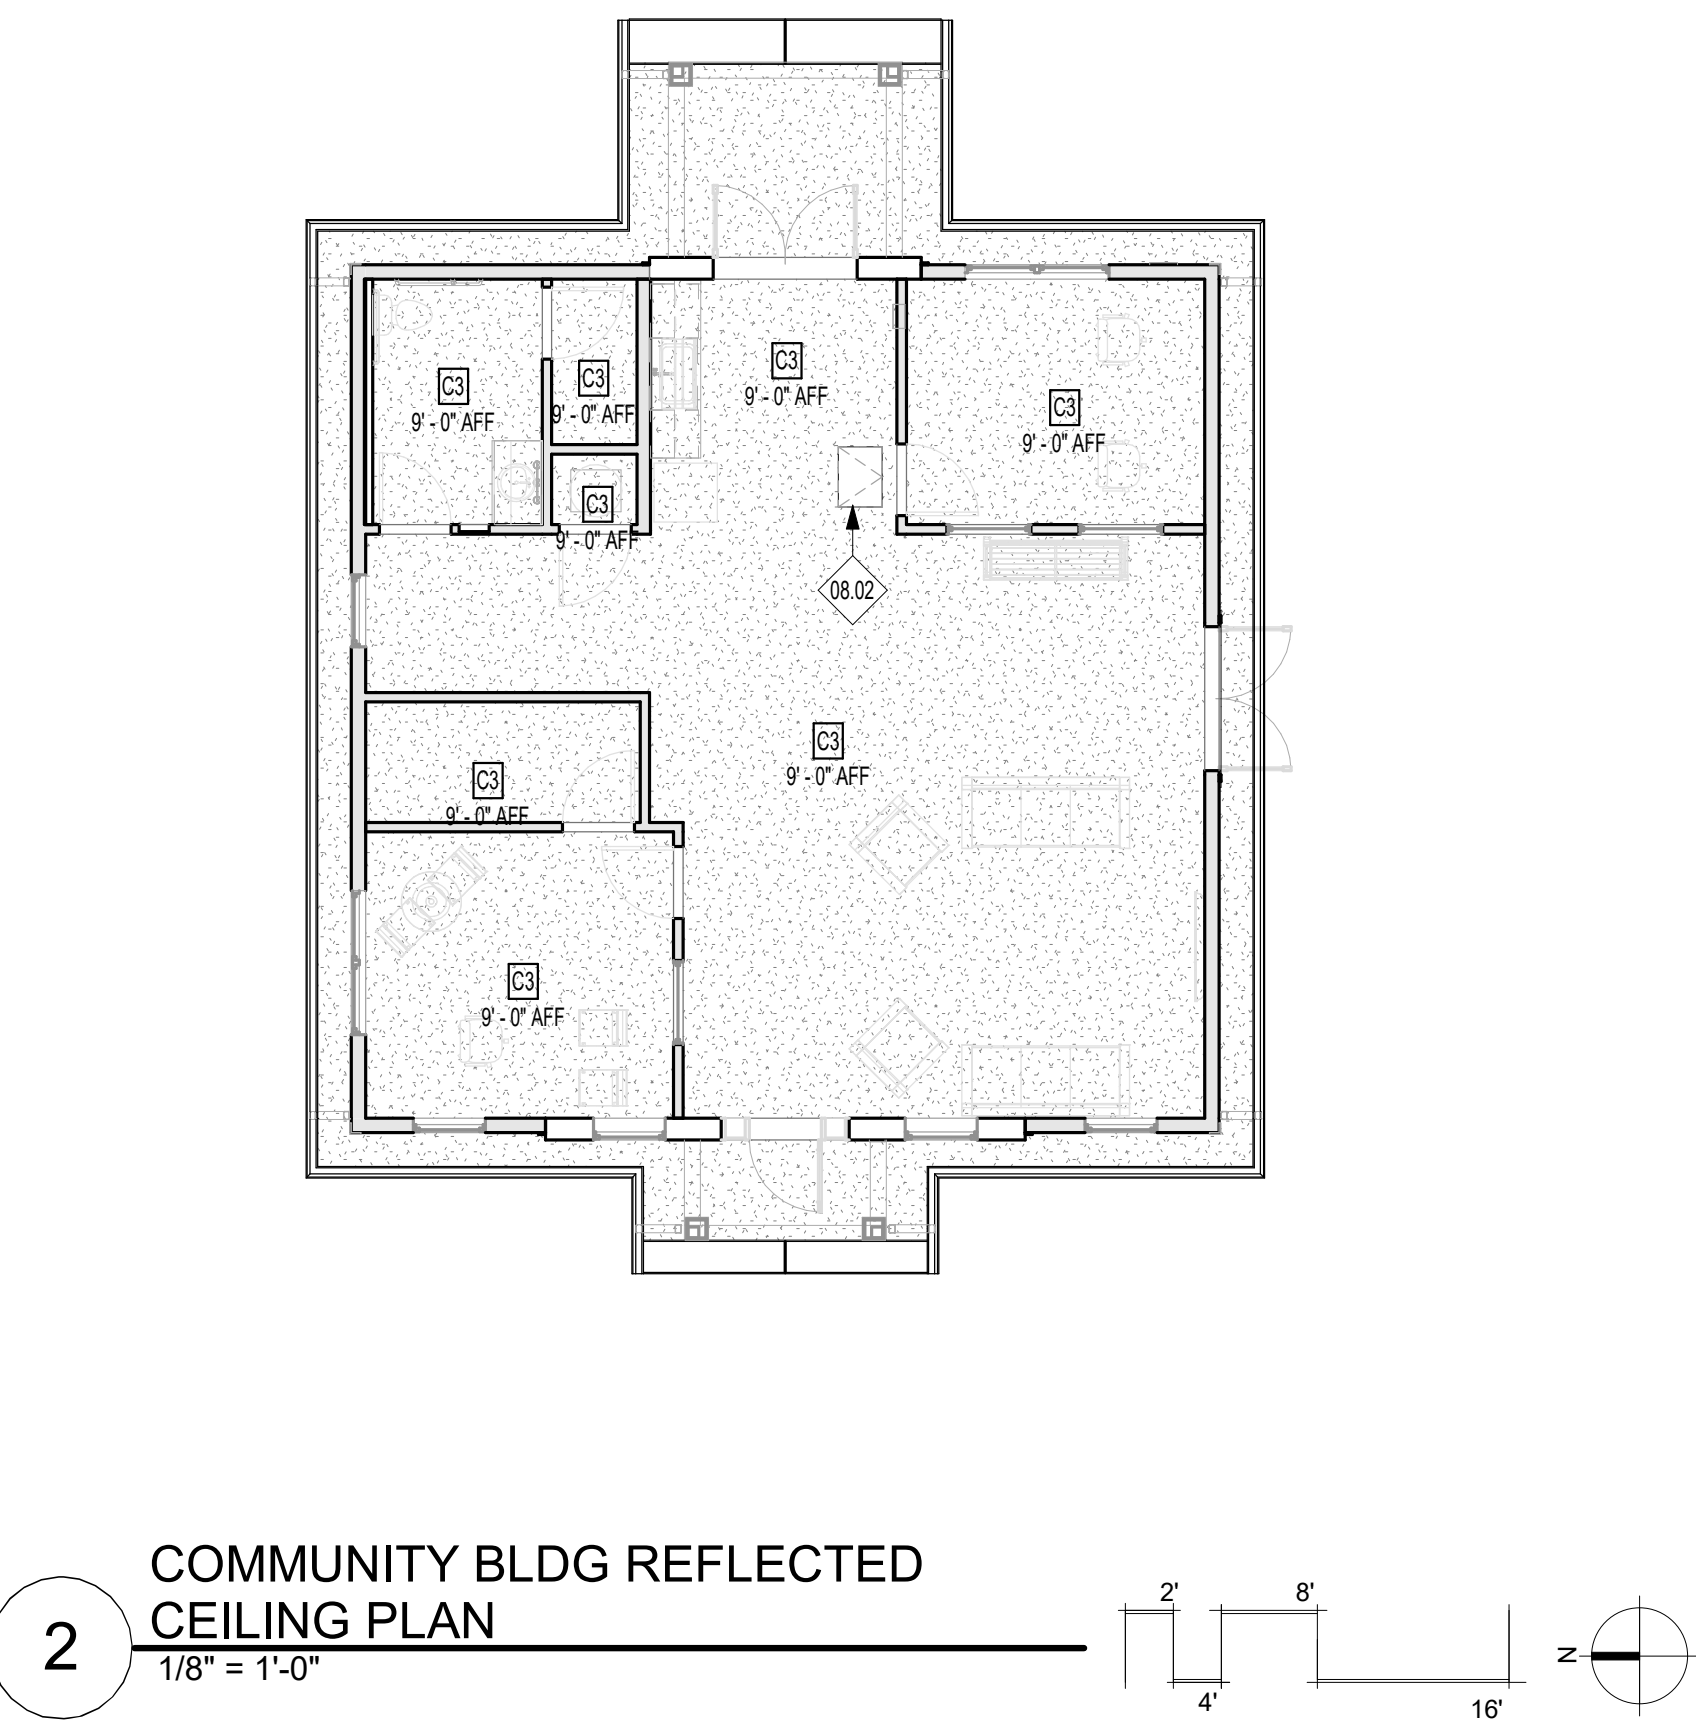 C3
9' - 0" AFF
C3
9' - 0" AFF
C3
9' - 0" AFF
C3
9' - 0" AFF
C3
9' - 0" AFF
08.02
C3
9' - 0" AFF
C3
9' - 0" AFF
C3
9' - 0" AFF
2
COMMUNITY BLDG REFLECTED
CEILING PLAN
1/8" = 1'-0"
2'
8'
4'
16'
N